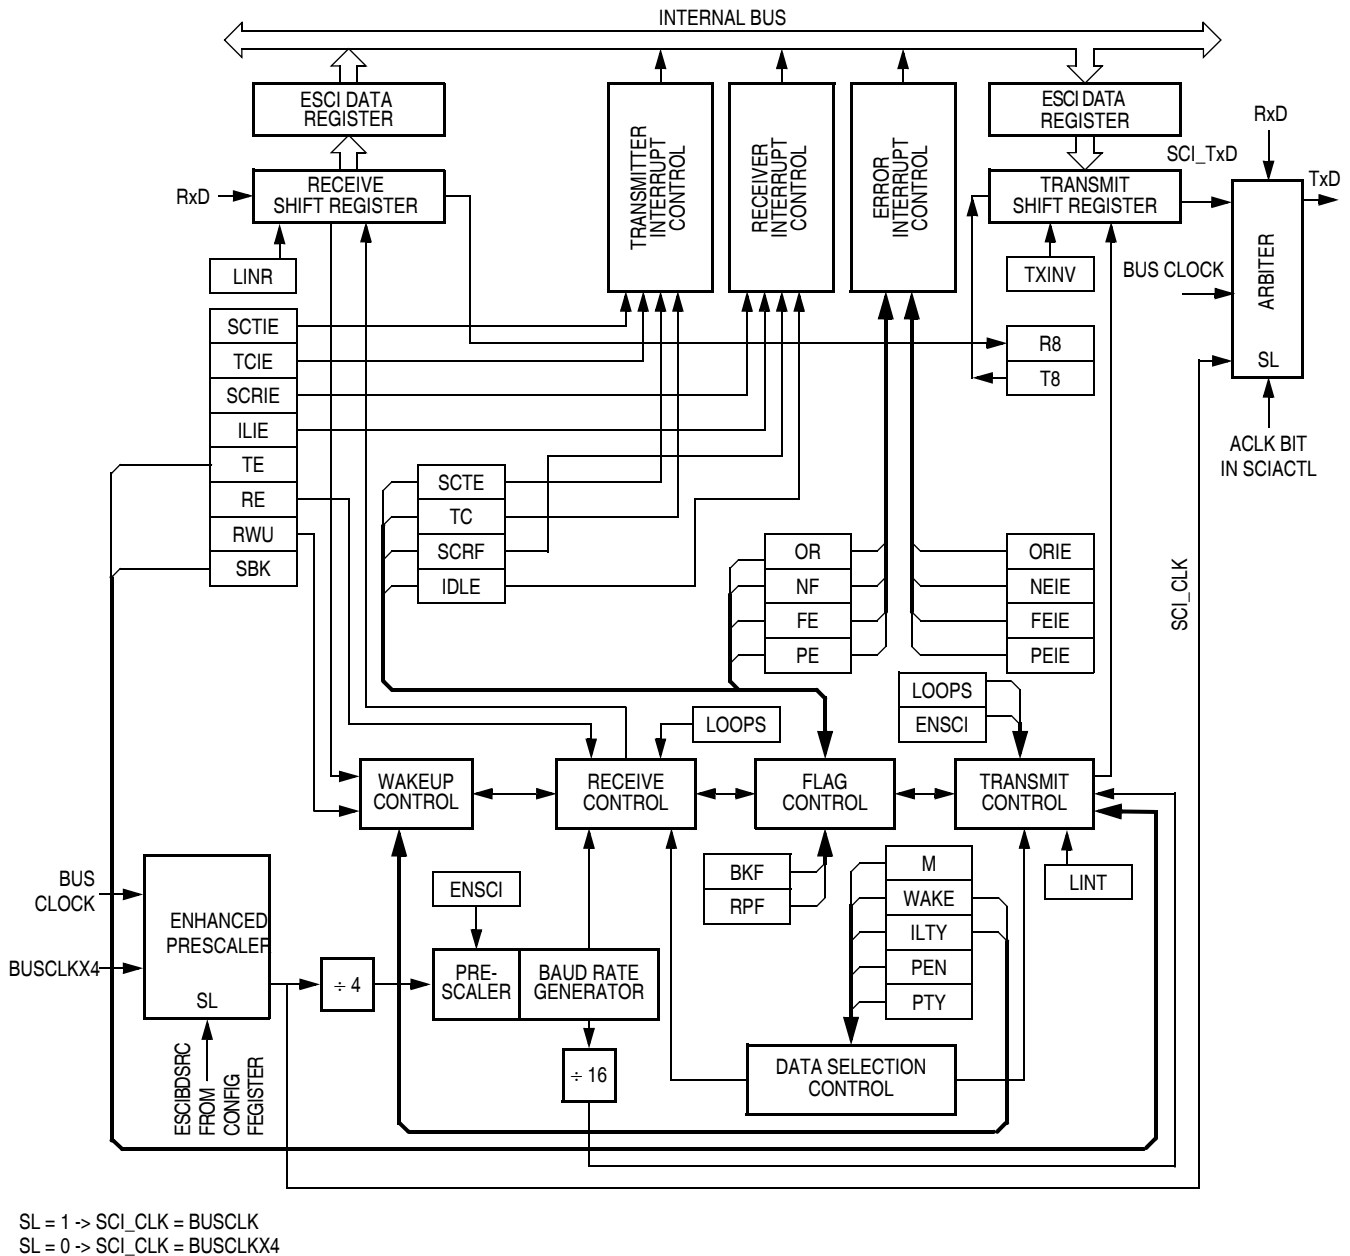 INTERNAL BUS
ESCI DATA
REGISTER
RECEIVE
SHIFT REGISTER
RxD
LINR
TRANSMITTER
INTERRUPT
CONTROL
RECEIVER
INTERRUPT
CONTROL
ERROR
INTERRUPT
CONTROL
ESCI DATA
REGISTER
TRANSMIT
SHIFT REGISTER
TXINV
SCI_TxD
RxD
TxD
BUS CLOCK
ARBITER
SL
ACLK BIT
IN SCIACTL
R8
T8
SCTIE
TCIE
SCRIE
ILIE
TE
RE
RWU
SBK
SCTE
TC
SCRF
IDLE
OR
NF
FE
PE
ORIE
NEIE
FEIE
PEIE
SCI_CLK
LOOPS
LOOPS
ENSCI
WAKEUP
CONTROL
RECEIVE
CONTROL
FLAG
CONTROL
TRANSMIT
CONTROL
BKF
RPF
M
WAKE
ILTY
PEN
PTY
LINT
BUS
CLOCK
BUSCLKX4
ENHANCED
PRESCALER
SL
÷ 4
ENSCI
PRE-
SCALER
BAUD RATE
GENERATOR
÷ 16
DATA SELECTION
CONTROL
ESCIBDSRC
FROM
CONFIG
FEGISTER
SL = 1 -> SCI_CLK = BUSCLK
SL = 0 -> SCI_CLK = BUSCLKX4